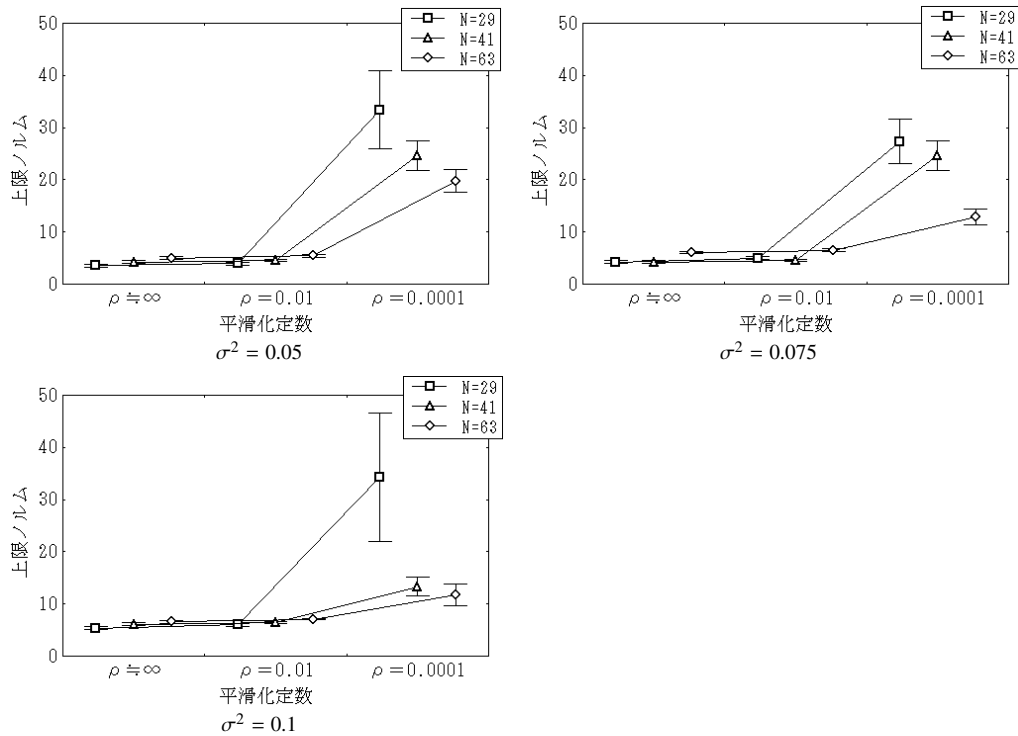 50
40
30
20
10
0
上限ノルム
N=29
N=41
N=63
ρ≒∞
ρ=0.01
ρ=0.0001
平滑化定数
σ² = 0.05
50
40
30
20
10
0
上限ノルム
N=29
N=41
N=63
ρ≒∞
ρ=0.01
ρ=0.0001
平滑化定数
σ² = 0.075
50
40
30
20
10
0
上限ノルム
N=29
N=41
N=63
ρ≒∞
ρ=0.01
ρ=0.0001
平滑化定数
σ² = 0.1